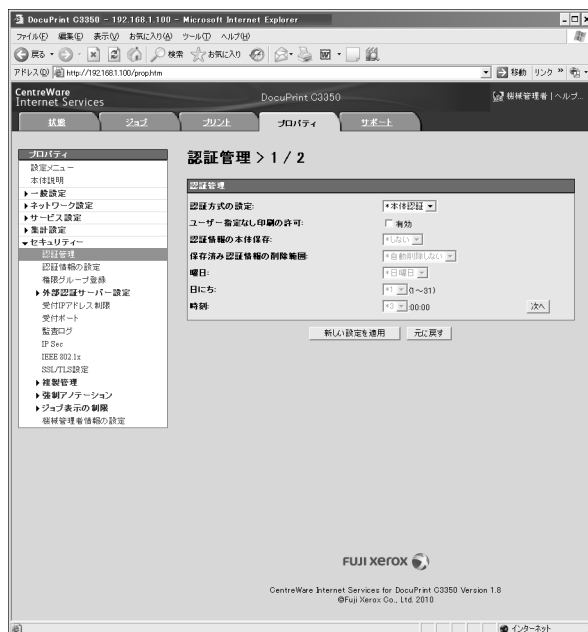 DocuPrint C3350 - 192.168.1.100 - Microsoft Internet Explorer
ファイル(F) 編集(E) 表示(V) お気に入り(A) ツール(T) ヘルプ(H)
戻る 検索 お気に入り
アドレス(D) http://192.168.1.100/prop.htm 移動 リンク »
CentreWare
Internet Services
DocuPrint C3350
機械管理者 | ヘルプ...
状態 ジョブ プリント プロパティ サポート
プロパティ
設定メニュー
本体説明
一般設定
ネットワーク設定
サービス設定
集計設定
セキュリティー
認証管理
認証情報の設定
権限グループ登録
外部認証サーバー設定
受付IPアドレス制限
受付ポート
監査ログ
IP Sec
IEEE 802.1x
SSL/TLS設定
複製管理
強制アノテーション
ジョブ表示の制限
機械管理者情報の設定
認証管理 > 1 / 2
認証管理
認証方式の設定: *本体認証
ユーザー指定なし印刷の許可: 有効
認証情報の本体保存: *しない
保存済み認証情報の削除範囲: *自動削除しない
曜日: *日曜日
日にち: *1 (1~31)
時刻: *3 :00:00 次へ
新しい設定を適用 元に戻す
FUJI XEROX
CentreWare Internet Services for DocuPrint C3350 Version 1.8
©Fuji Xerox Co., Ltd. 2010
インターネット